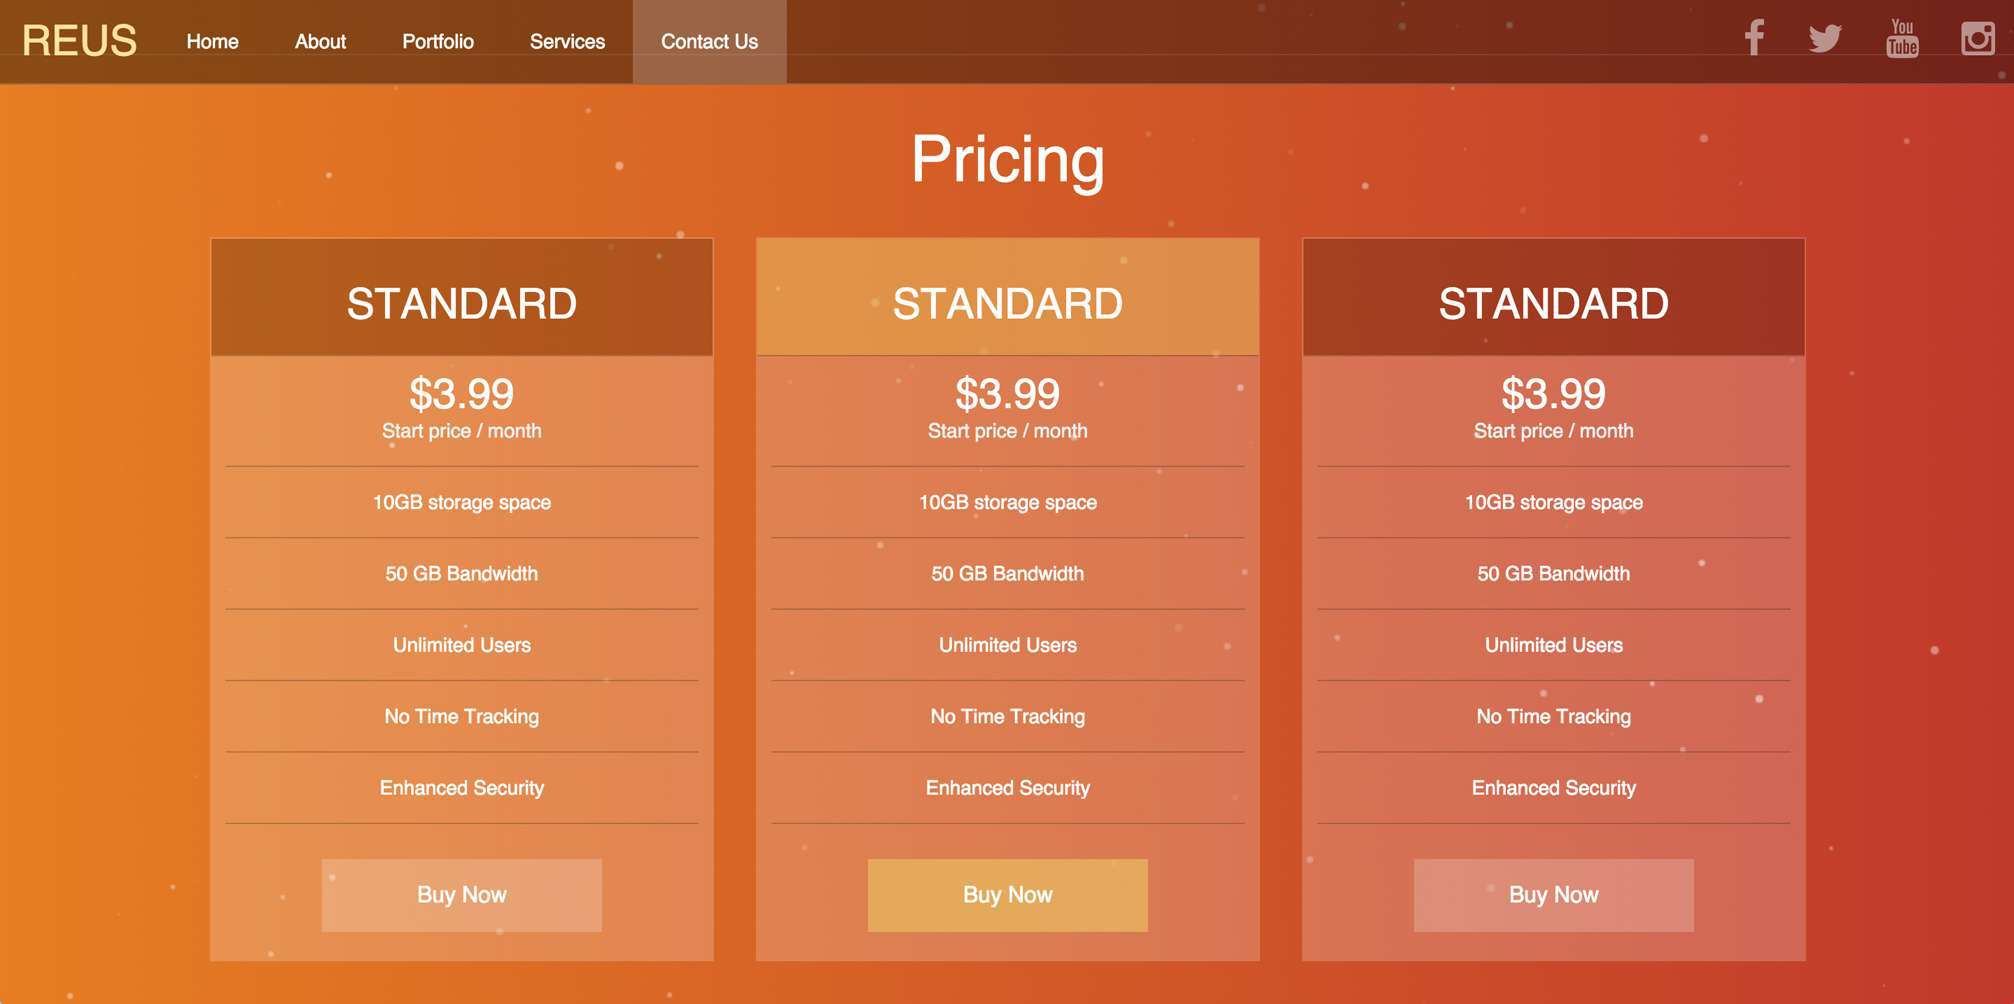 REUS
Home
About
Portfolio
Services
Contact Us
You
Tube
Pricing
STANDARD
$3.99
Start price / month
10GB storage space
50 GB Bandwidth
Unlimited Users
No Time Tracking
Enhanced Security
Buy Now
STANDARD
$3.99
Start price / month
10GB storage space
50 GB Bandwidth
Unlimited Users
No Time Tracking
Enhanced Security
Buy Now
STANDARD
$3.99
Start price / month
10GB storage space
50 GB Bandwidth
Unlimited Users
No Time Tracking
Enhanced Security
Buy Now